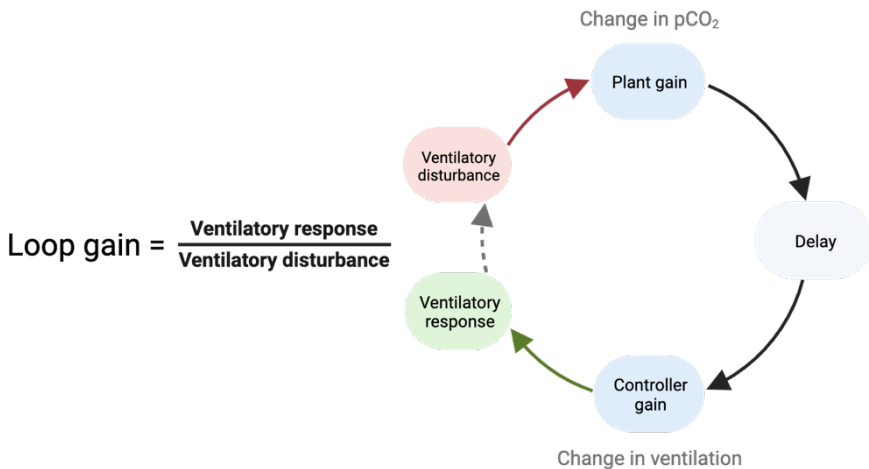 Change in pCO₂
Plant gain
Ventilatory
disturbance
Loop gain = Ventilatory response
Ventilatory disturbance
Delay
Ventilatory
response
Controller
gain
Change in ventilation